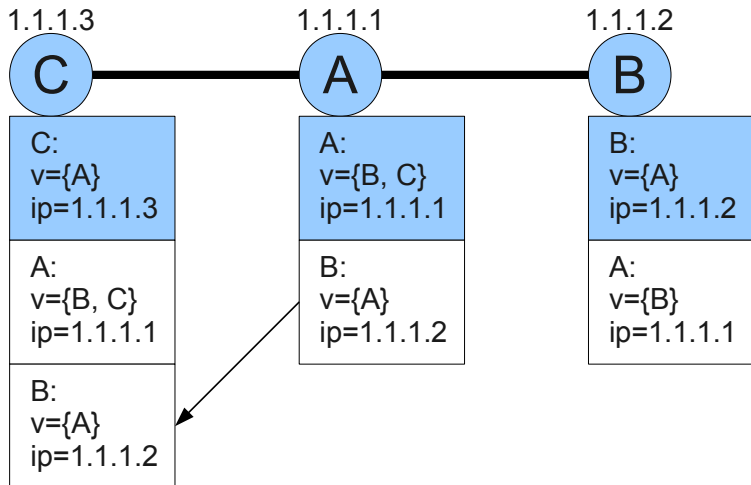 1.1.1.3
1.1.1.1
1.1.1.2
C
A
B
C:
v={A}
ip=1.1.1.3
A:
v={B, C}
ip=1.1.1.1
B:
v={A}
ip=1.1.1.2
A:
v={B, C}
ip=1.1.1.1
B:
v={A}
ip=1.1.1.2
B:
v={A}
ip=1.1.1.2
A:
v={B}
ip=1.1.1.1